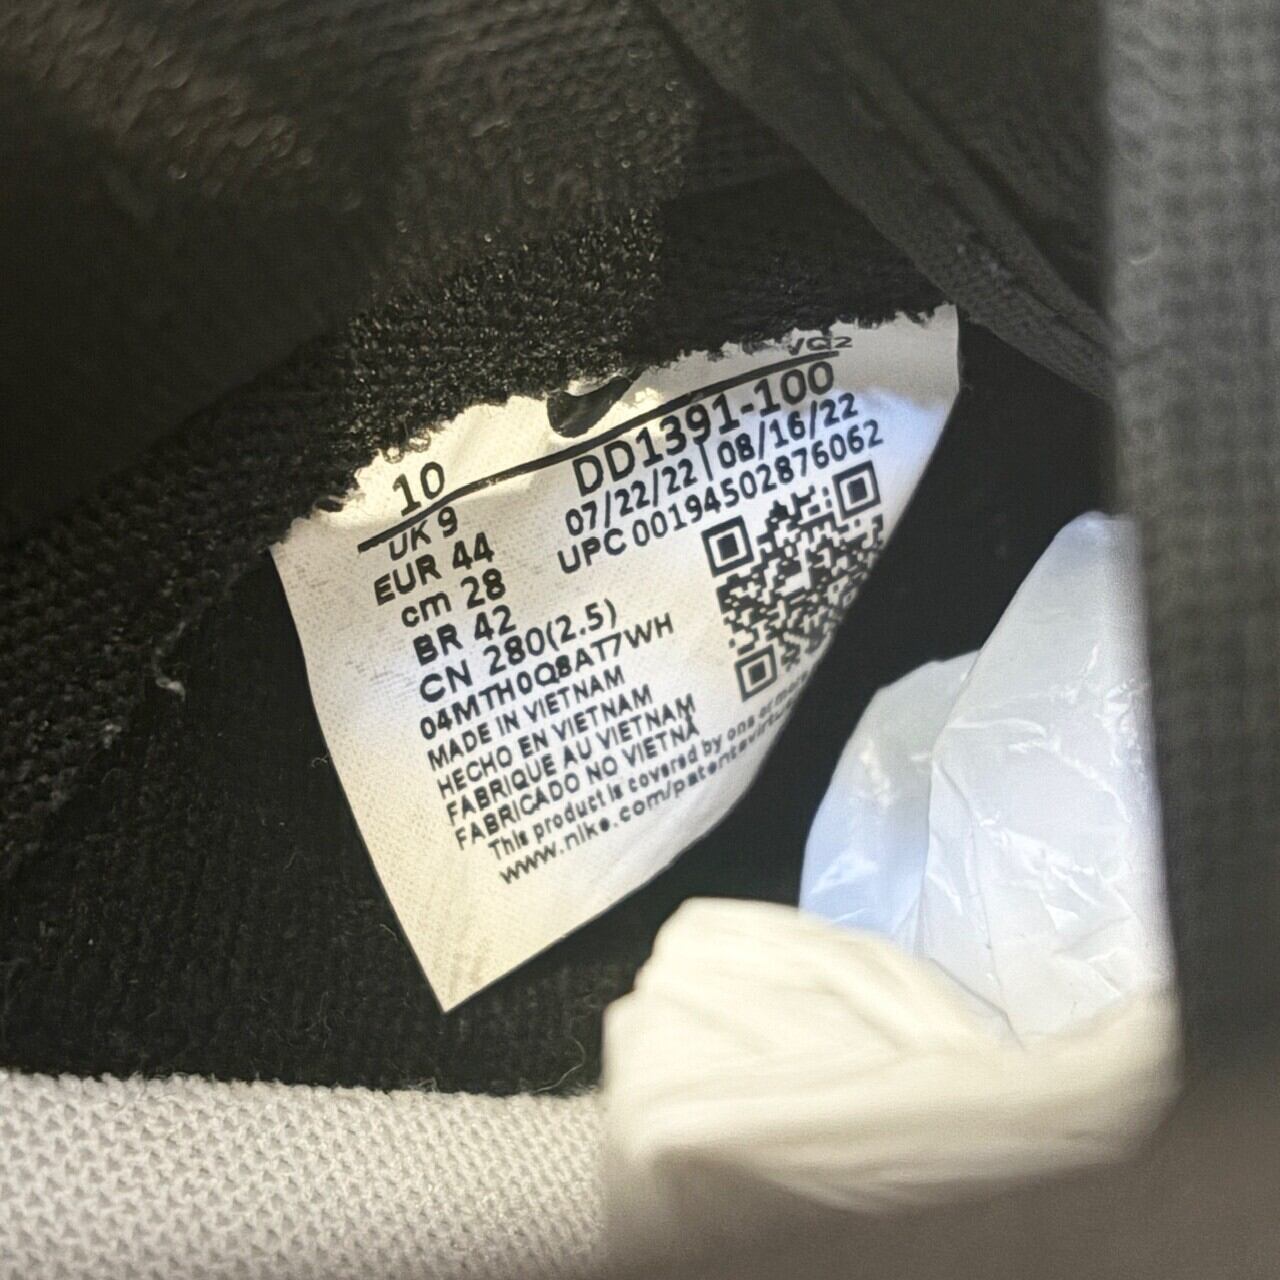 VQ2
10
UK 9
EUR 44
cm 28
BR 42
CN 280(2.5)
DD1391-100
07/22/22 | 08/16/22
UPC 00194502876062
04MTH0Q8AT7WH
MADE IN VIETNAM
HECHO EN VIETNAM
FABRIQUE AU VIETNAM
FABRICADO NO VIETNÃ
This product is covered by one or more
www.nike.com/patents